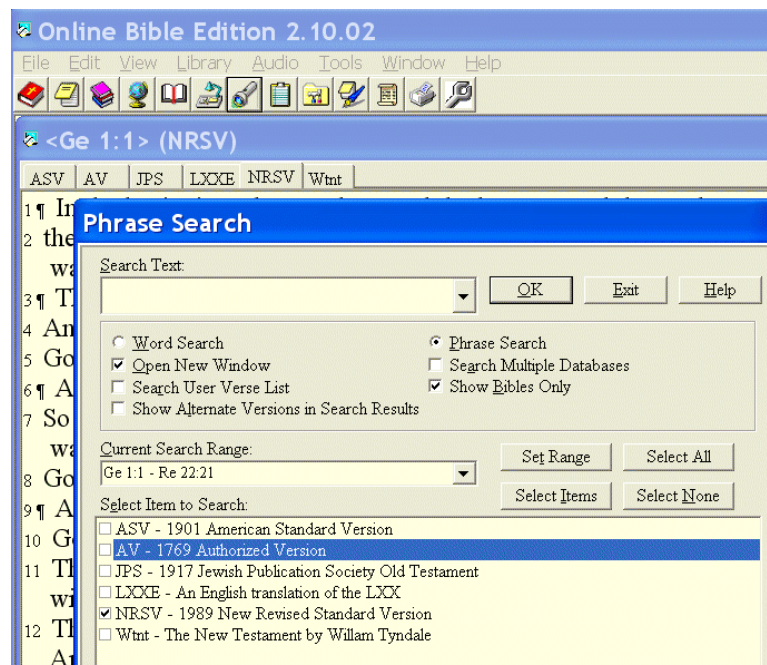 Online Bible Edition 2.10.02
File Edit View Library Audio Tools Window Help
<Ge 1:1> (NRSV)
ASV AV JPS LXXE NRSV Wtnt
1 ¶ In
2 the
wa
3 ¶ T
4 An
5 Go
6 ¶ A
7 So
wa
8 Go
9 ¶ A
10 G
11 Th
wi
12 Th
Phrase Search
Search Text:
OK Exit Help
Word Search Phrase Search
Open New Window Search Multiple Databases
Search User Verse List Show Bibles Only
Show Alternate Versions in Search Results
Current Search Range:
Ge 1:1 - Re 22:21
Set Range Select All
Select Items Select None
Select Item to Search:
ASV - 1901 American Standard Version
AV - 1769 Authorized Version
JPS - 1917 Jewish Publication Society Old Testament
LXXE - An English translation of the LXX
NRSV - 1989 New Revised Standard Version
Wtnt - The New Testament by Willam Tyndale